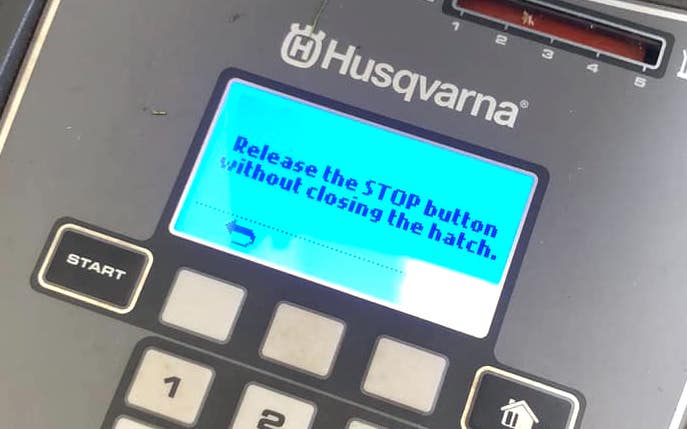 1 2 3 4 5
Husqvarna®
Release the STOP button
without closing the hatch.
START
1
2